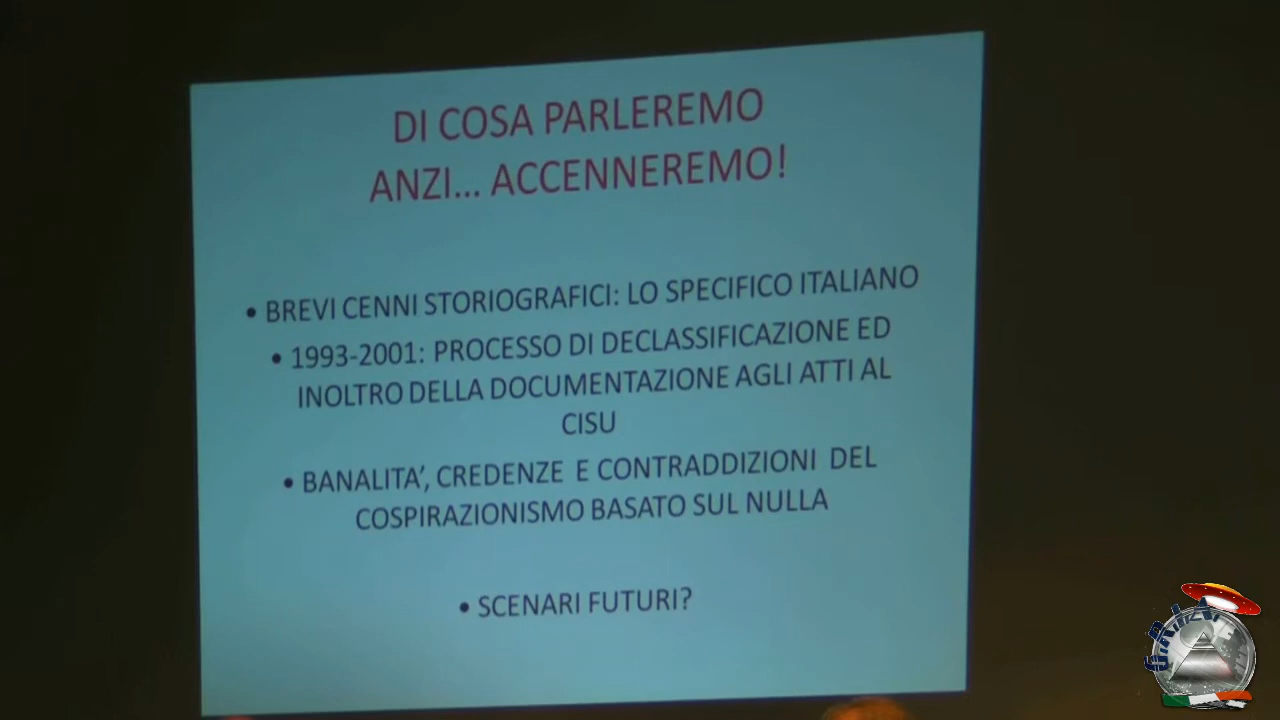 DI COSA PARLEREMO
ANZI... ACCENNEREMO!
• BREVI CENNI STORIOGRAFICI: LO SPECIFICO ITALIANO
• 1993-2001: PROCESSO DI DECLASSIFICAZIONE ED
INOLTRO DELLA DOCUMENTAZIONE AGLI ATTI AL
CISU
• BANALITA', CREDENZE E CONTRADDIZIONI DEL
COSPIRAZIONISMO BASATO SUL NULLA
• SCENARI FUTURI?